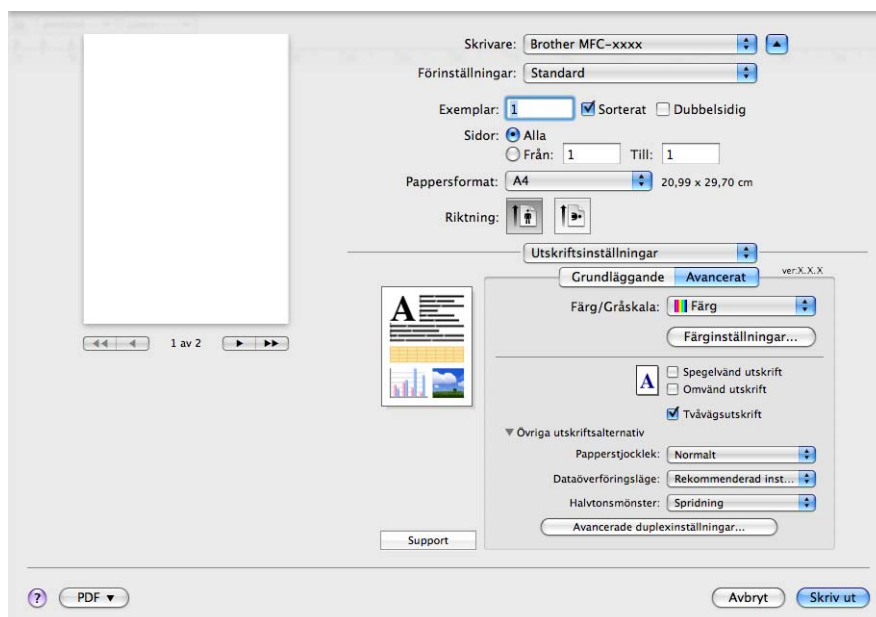 Skrivare: Brother MFC-xxxx
Förinställningar: Standard
Exemplar: 1 Sorterat Dubbelsidig
Sidor: Alla
Från: 1 Till: 1
Pappersformat: A4 20,99 x 29,70 cm
Riktning:
Utskriftsinställningar
Grundläggande Avancerat ver.X.X.X
Färg/Gråskala: Färg
Färginställningar...
A
1 av 2
A Spegelvänd utskrift
Omvänd utskrift
Tvåvägsutskrift
Övriga utskriftsalternativ
Papperstjocklek: Normalt
Dataöverföringsläge: Rekommenderad inst...
Halvtonsmönster: Spridning
Avancerade duplexinställningar...
Support
? PDF Avbryt Skriv ut